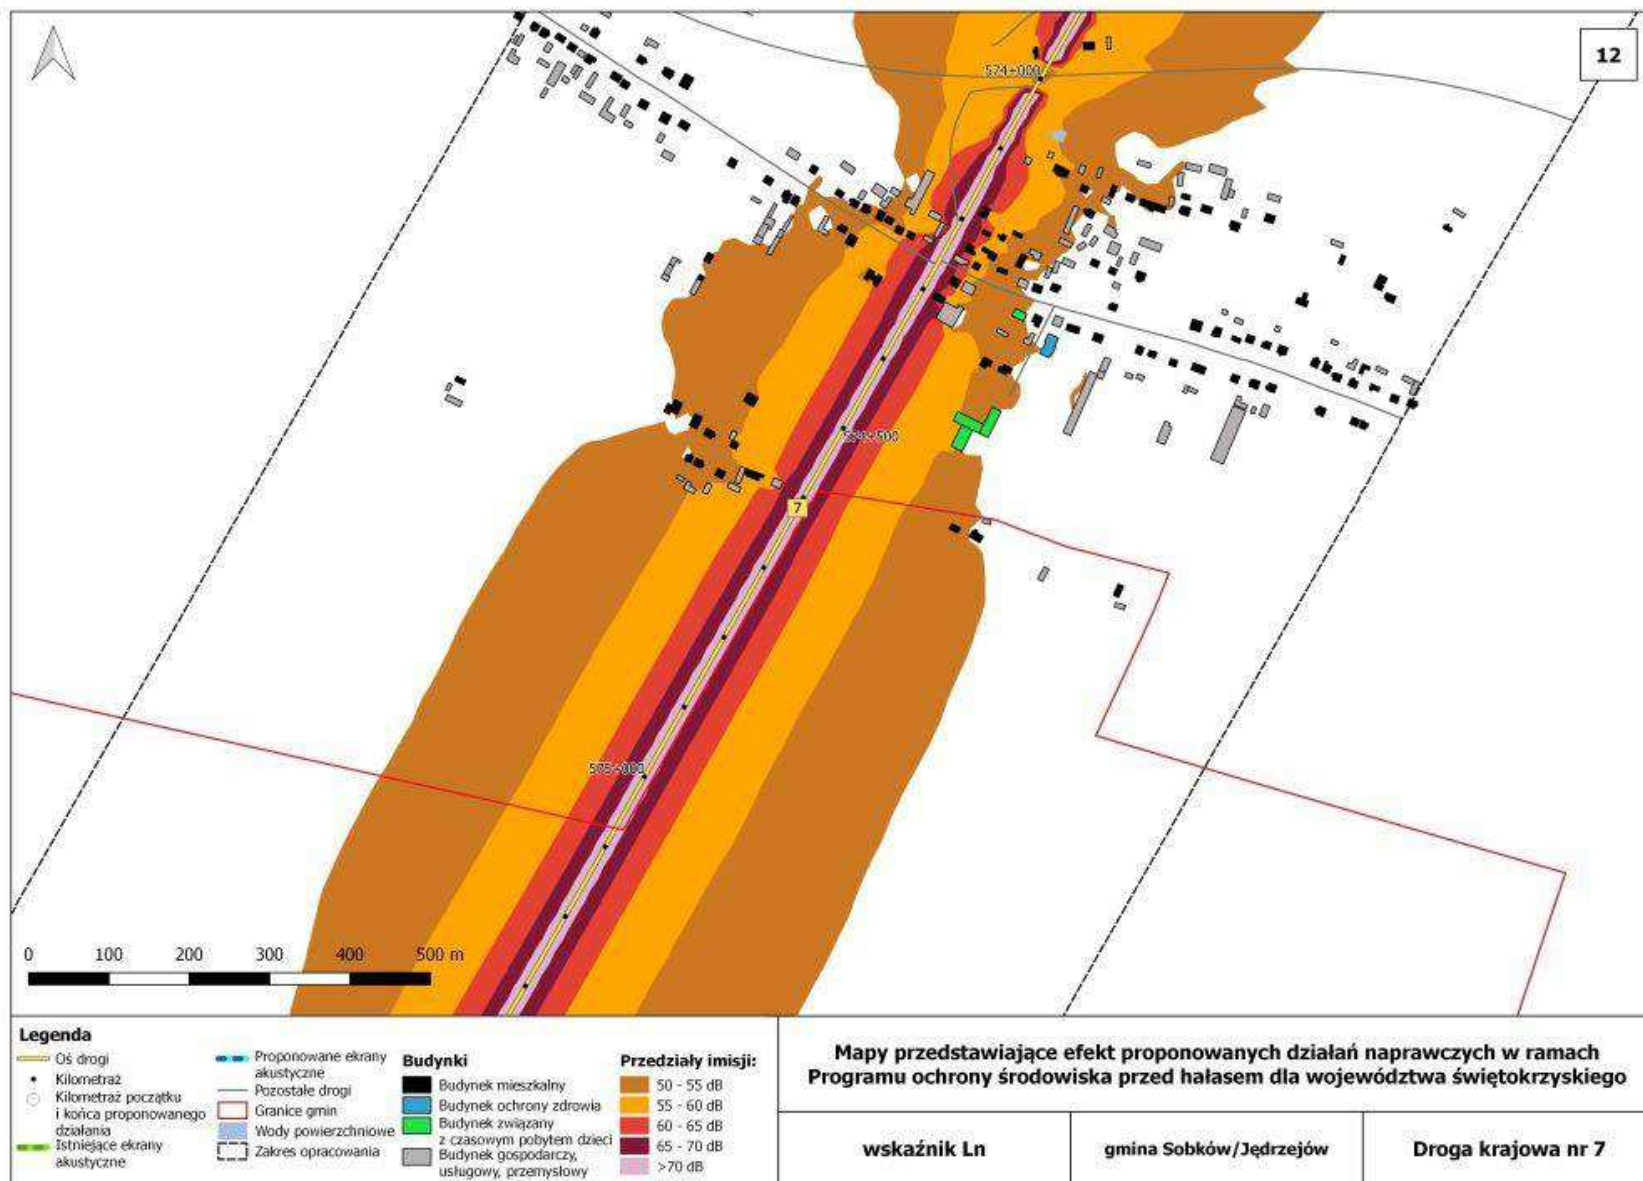 12
574+000
574+500
7
575+000
0 100 200 300 400 500 m
Legenda
Oś drogi
Kilometraż
Kilometraż początku
i końca proponowanego
działania
Istniejące ekrany
akustyczne
Proponowane ekrany
akustyczne
Pozostałe drogi
Granice gmin
Wody powierzchniowe
Zakres opracowania
Budynki
Budynek mieszkalny
Budynek ochrony zdrowia
Budynek związany
z czasowym pobytem dzieci
Budynek gospodarczy,
usługowy, przemysłowy
Przedziały imisji:
50 - 55 dB
55 - 60 dB
60 - 65 dB
65 - 70 dB
>70 dB
Mapy przedstawiające efekt proponowanych działań naprawczych w ramach
Programu ochrony środowiska przed hałasem dla województwa świętokrzyskiego
wskaźnik Ln
gmina Sobków/Jędrzejów
Droga krajowa nr 7